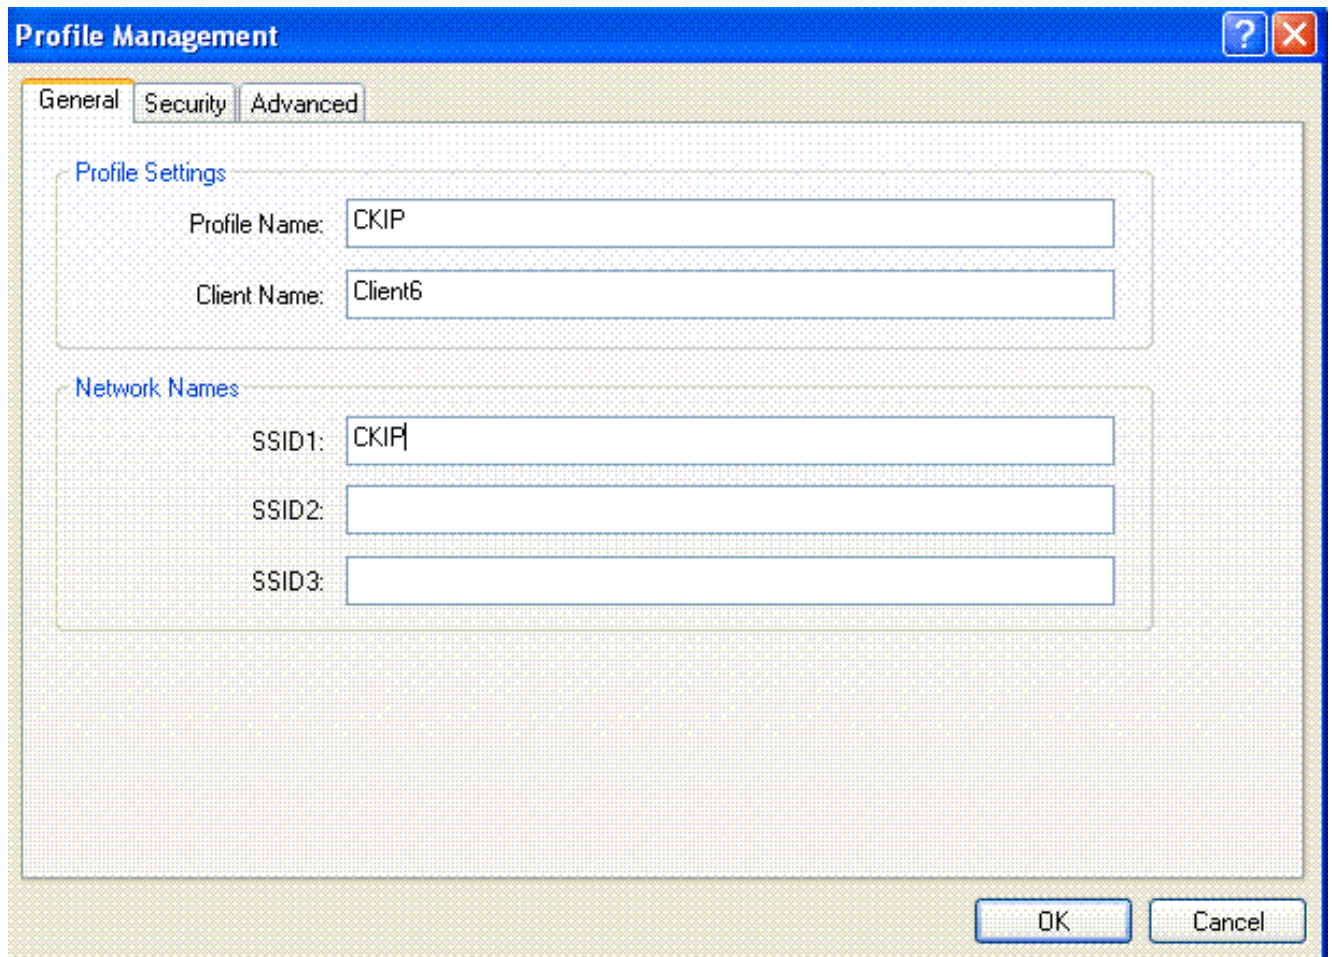 Profile Management
?
General Security Advanced
Profile Settings
Profile Name: CKIP
Client Name: Client6
Network Names
SSID1: CKIP
SSID2:
SSID3:
OK Cancel